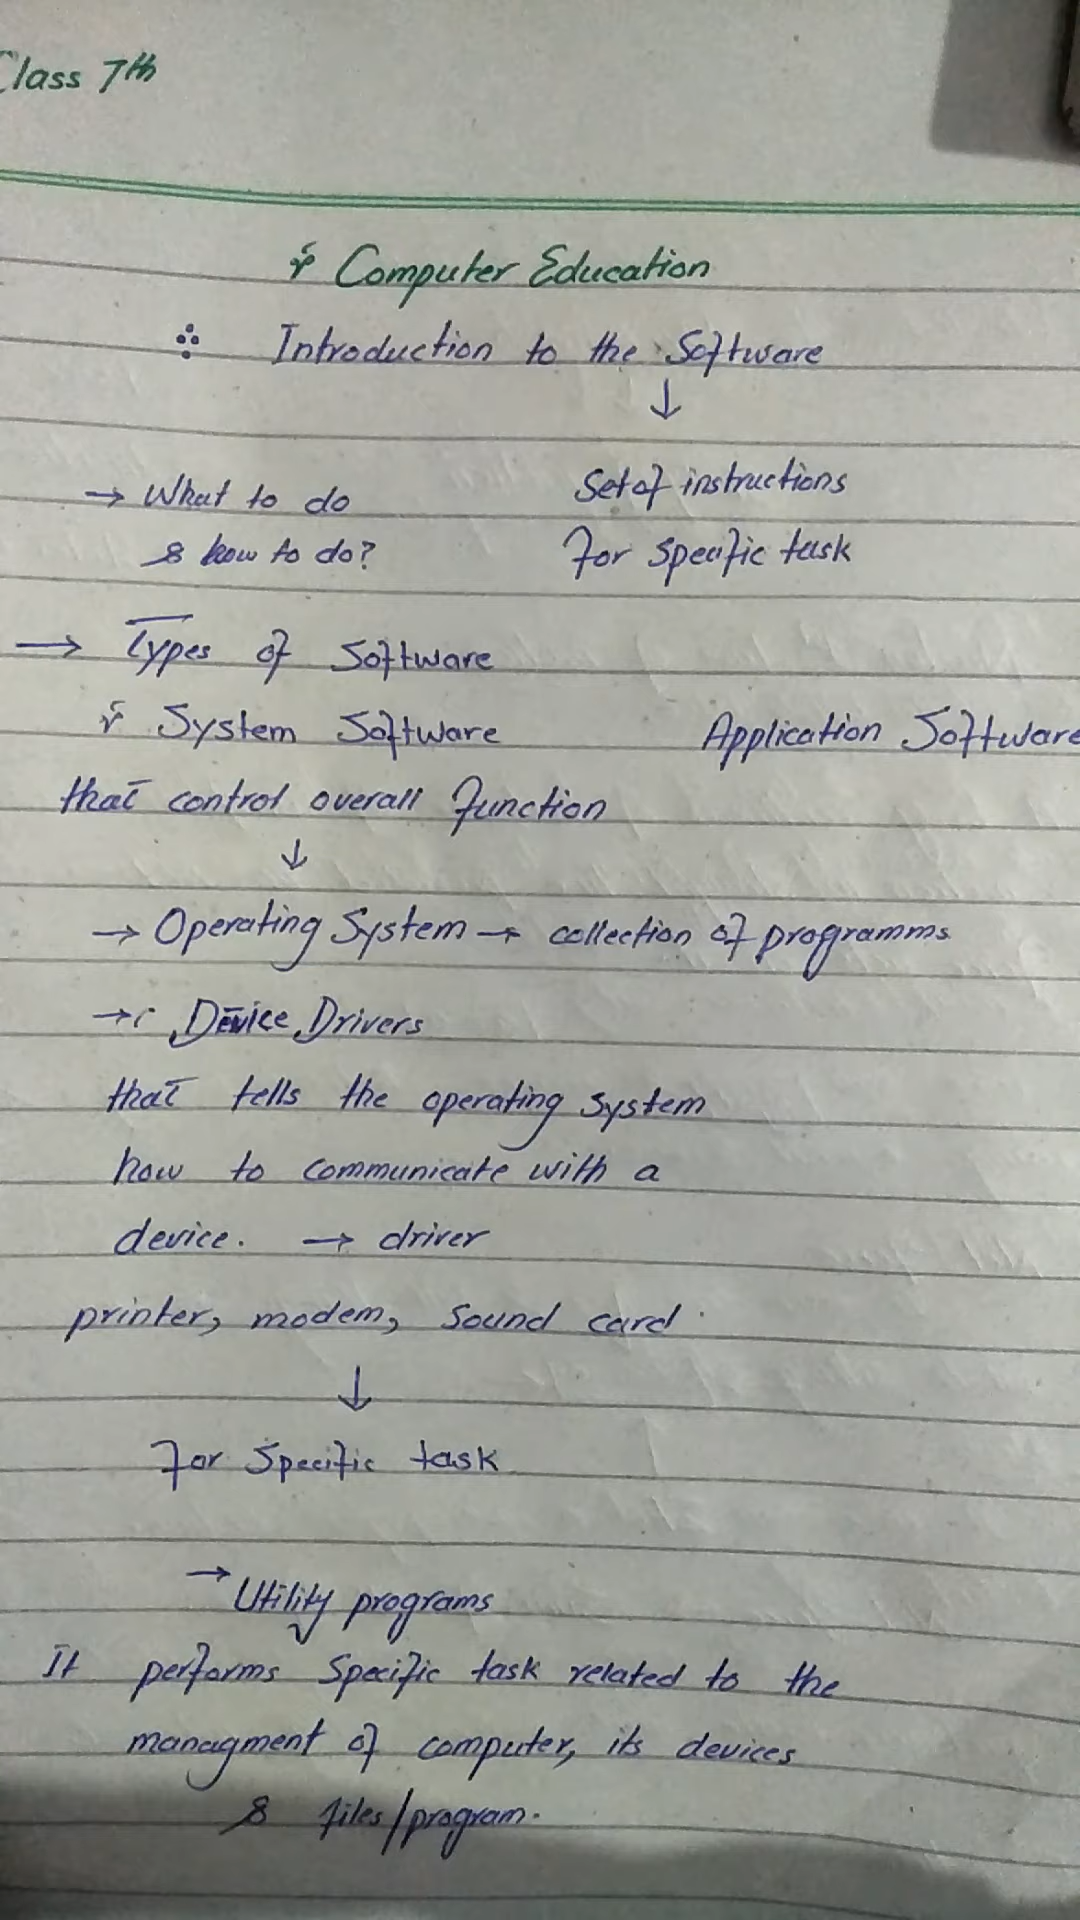 Class 7th
Computer Education
Introduction to the Software
↓
→ What to do
Set of instructions
& how to do?
For specific task
→ Types of Software
System Software
Application Software
that control overall function
↓
→ Operating System → collection of programms
→ Device Drivers
that tells the operating system
how to communicate with a
device. → driver
printer, modem, sound card.
↓
For Specific task
→ Utility programs
It performs Specific task related to the
managment of computer, its devices
& files/program.